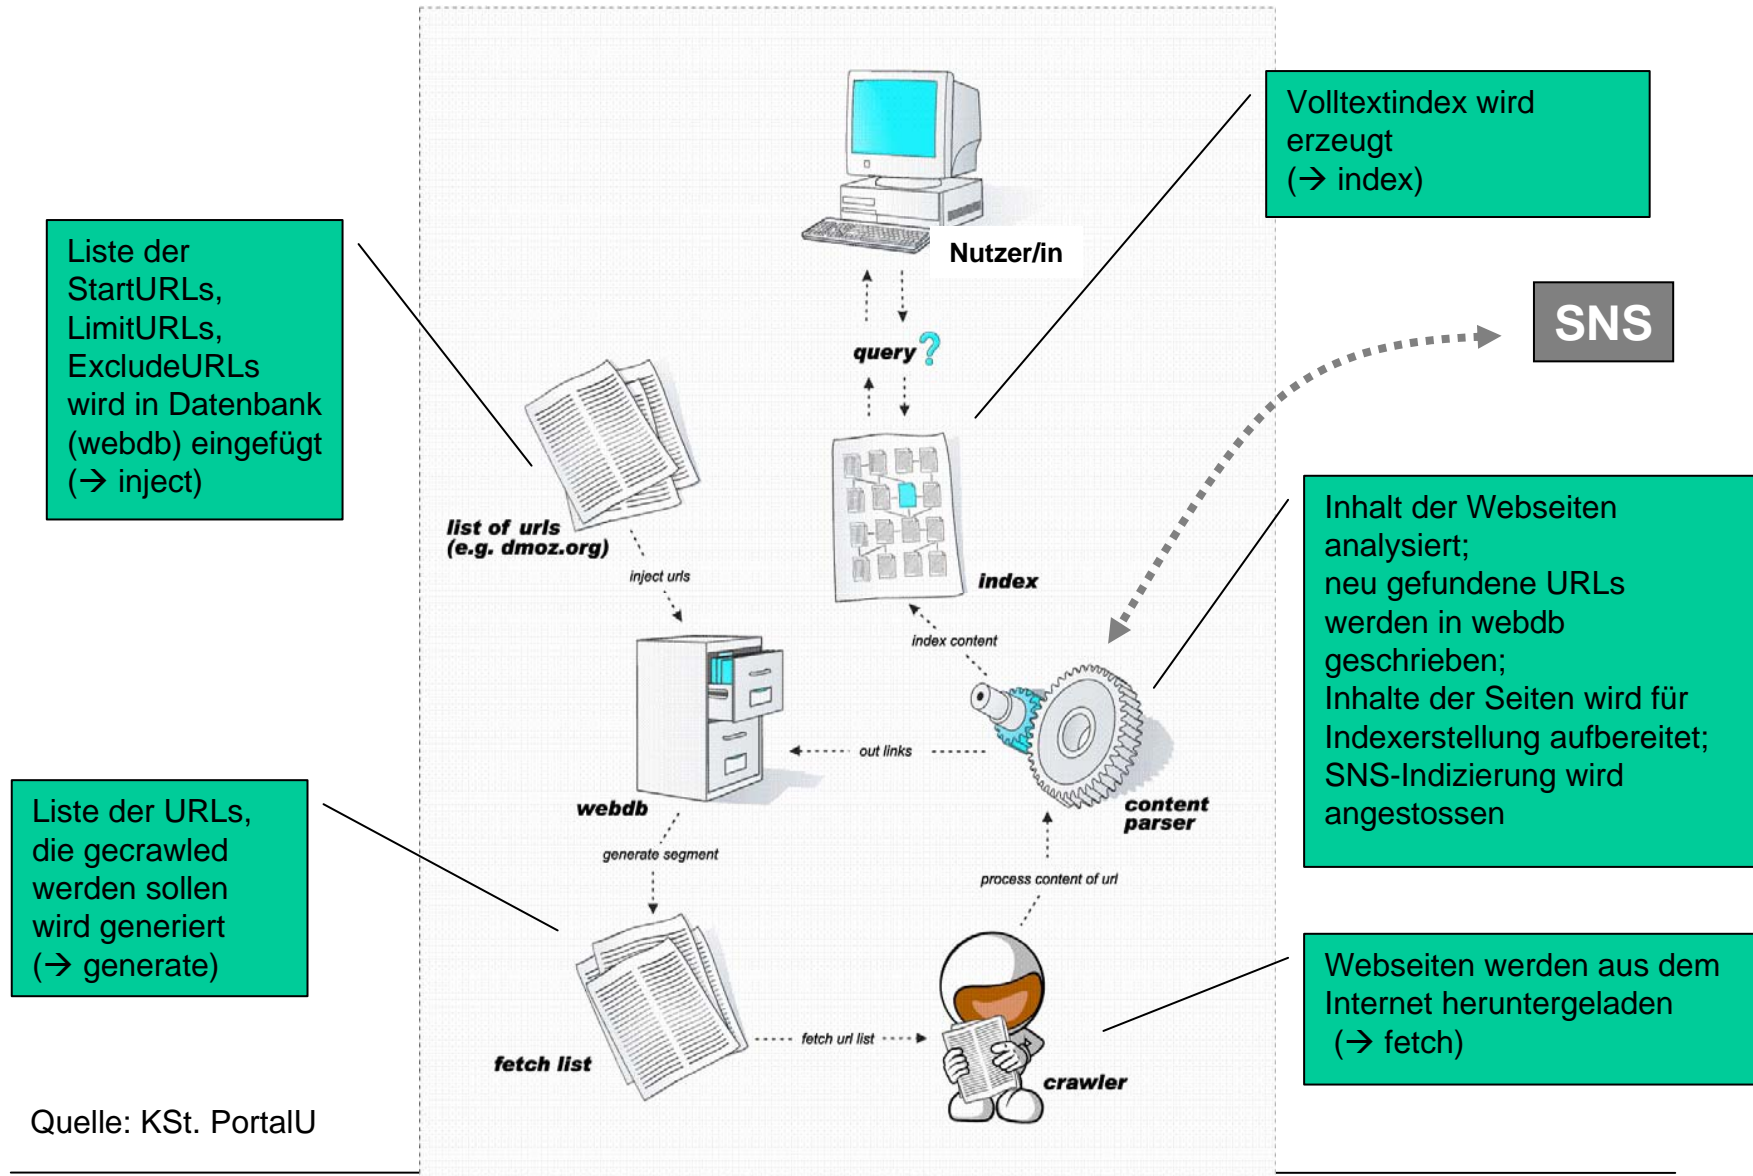 Volltextindex wird
erzeugt
(→ index)
Liste der
StartURLs,
LimitURLs,
ExcludeURLs
wird in Datenbank
(webdb) eingefügt
(→ inject)
Nutzer/in
SNS
query ?
list of urls
(e.g. dmoz.org)
inject urls
index
index content
Inhalt der Webseiten
analysiert;
neu gefundene URLs
werden in webdb
geschrieben;
Inhalte der Seiten wird für
Indexerstellung aufbereitet;
SNS-Indizierung wird
angestossen
out links
webdb
content
parser
Liste der URLs,
die gecrawled
werden sollen
wird generiert
(→ generate)
generate segment
process content of url
Webseiten werden aus dem
Internet heruntergeladen
(→ fetch)
fetch url list
fetch list
crawler
Quelle: KSt. PortalU